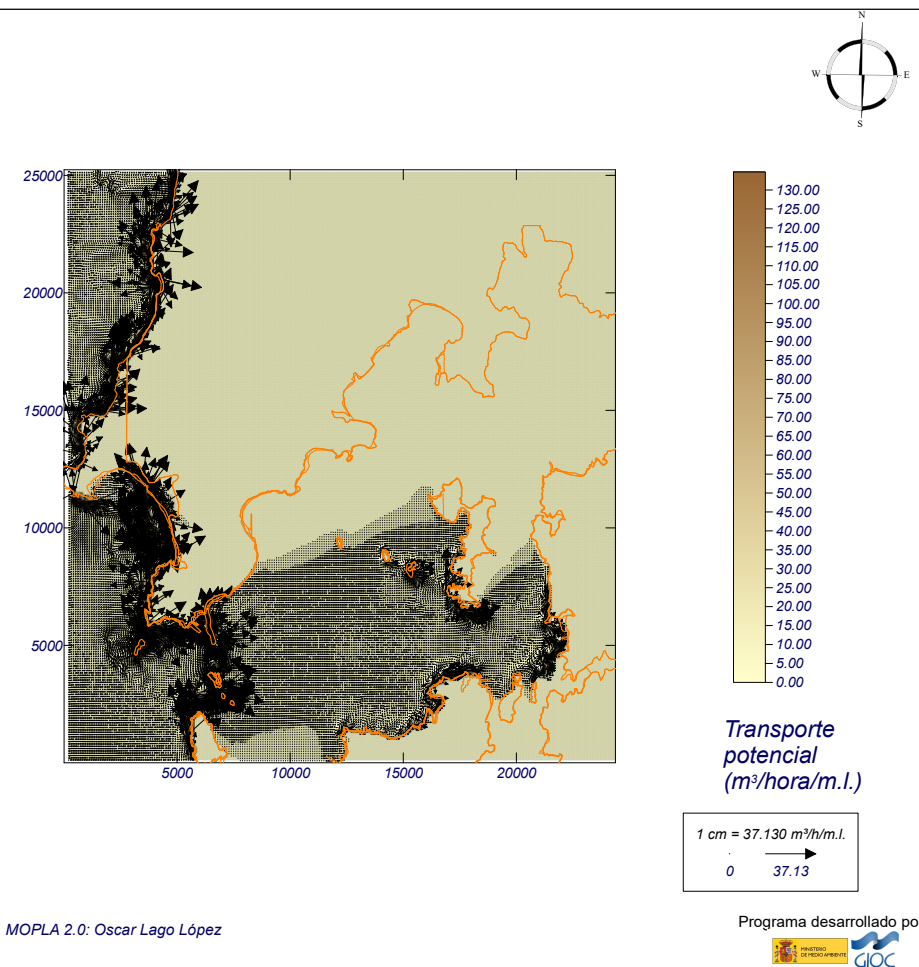 N
W E
S
25000
20000
15000
10000
5000
5000 10000 15000 20000
130.00
125.00
120.00
115.00
110.00
105.00
100.00
95.00
90.00
85.00
80.00
75.00
70.00
65.00
60.00
55.00
50.00
45.00
40.00
35.00
30.00
25.00
20.00
15.00
10.00
5.00
0.00
Transporte
potencial
(m³/hora/m.l.)
1 cm = 37.130 m³/h/m.l.
0 37.13
MOPLA 2.0: Oscar Lago López
Programa desarrollado po
MINISTERIO
DE MEDIO AMBIENTE
GIOC